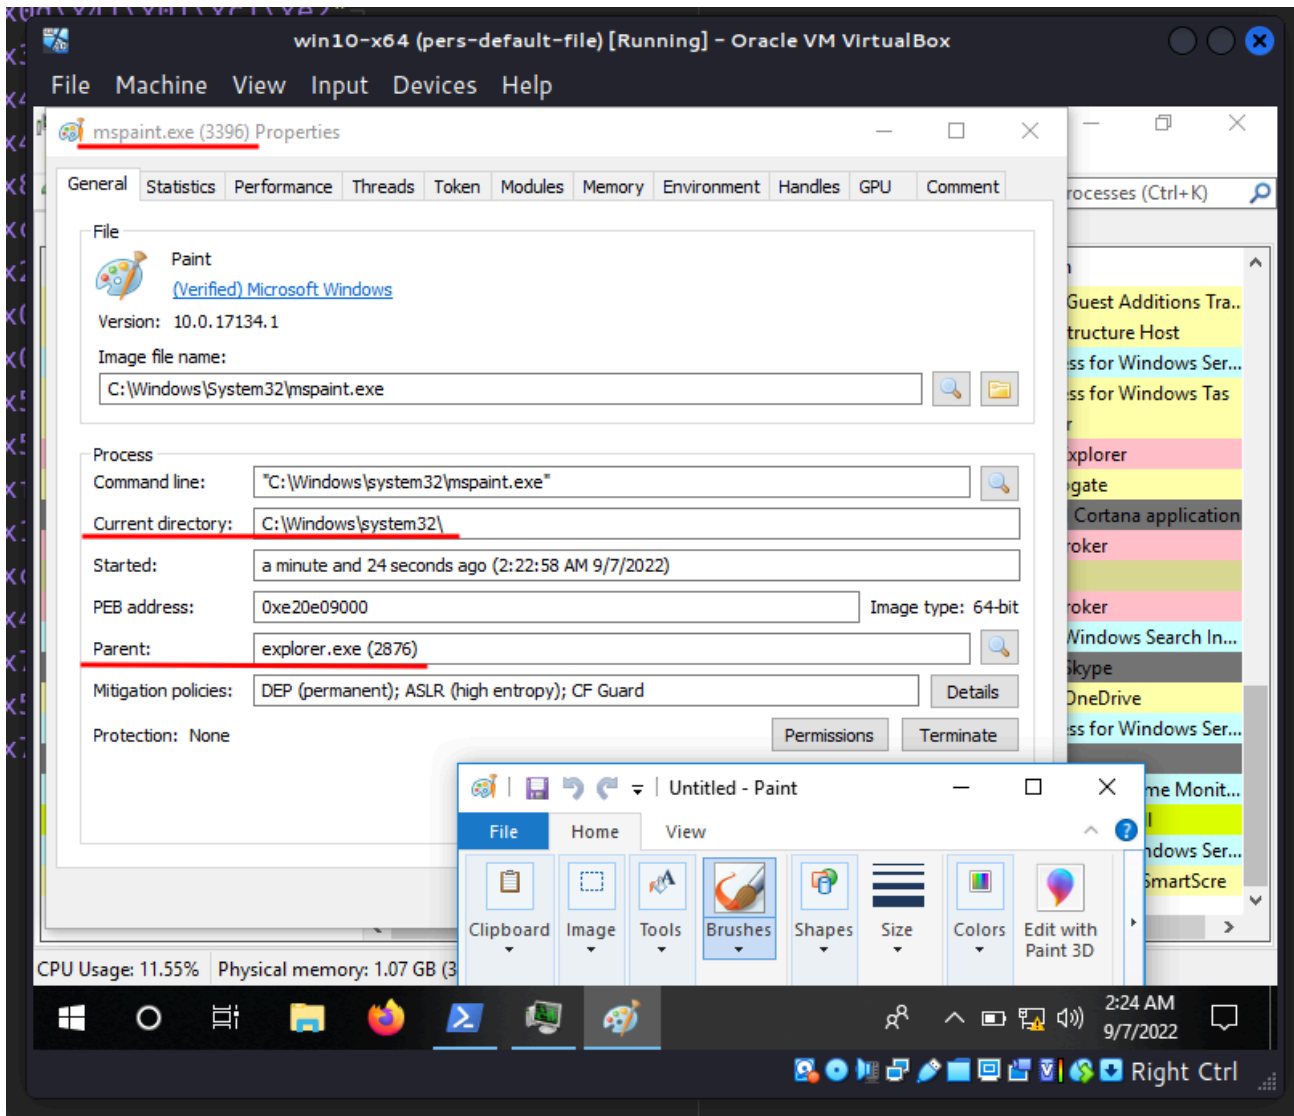 win10-x64 (pers-default-file) [Running] - Oracle VM VirtualBox
File Machine View Input Devices Help
mspaint.exe (3396) Properties
General Statistics Performance Threads Token Modules Memory Environment Handles GPU Comment
rocesses (Ctrl+K)
File
Paint
(Verified) Microsoft Windows
Version: 10.0.17134.1
Image file name:
C:\Windows\System32\mspaint.exe
Process
Command line: "C:\Windows\system32\mspaint.exe"
Current directory: C:\Windows\system32\
Started: a minute and 24 seconds ago (2:22:58 AM 9/7/2022)
PEB address: 0xe20e09000 Image type: 64-bit
Parent: explorer.exe (2876)
Mitigation policies: DEP (permanent); ASLR (high entropy); CF Guard Details
Protection: None Permissions Terminate
Guest Additions Tra...
tructure Host
ess for Windows Ser...
ess for Windows Tas
r
xplorer
ogate
Cortana application
roker
roker
Windows Search In...
Skype
OneDrive
ess for Windows Ser...
me Monit...
ll
ndows Ser...
SmartScre
Untitled - Paint
File Home View
Clipboard Image Tools Brushes Shapes Size Colors Edit with
Paint 3D
CPU Usage: 11.55% Physical memory: 1.07 GB (3
2:24 AM
9/7/2022
Right Ctrl